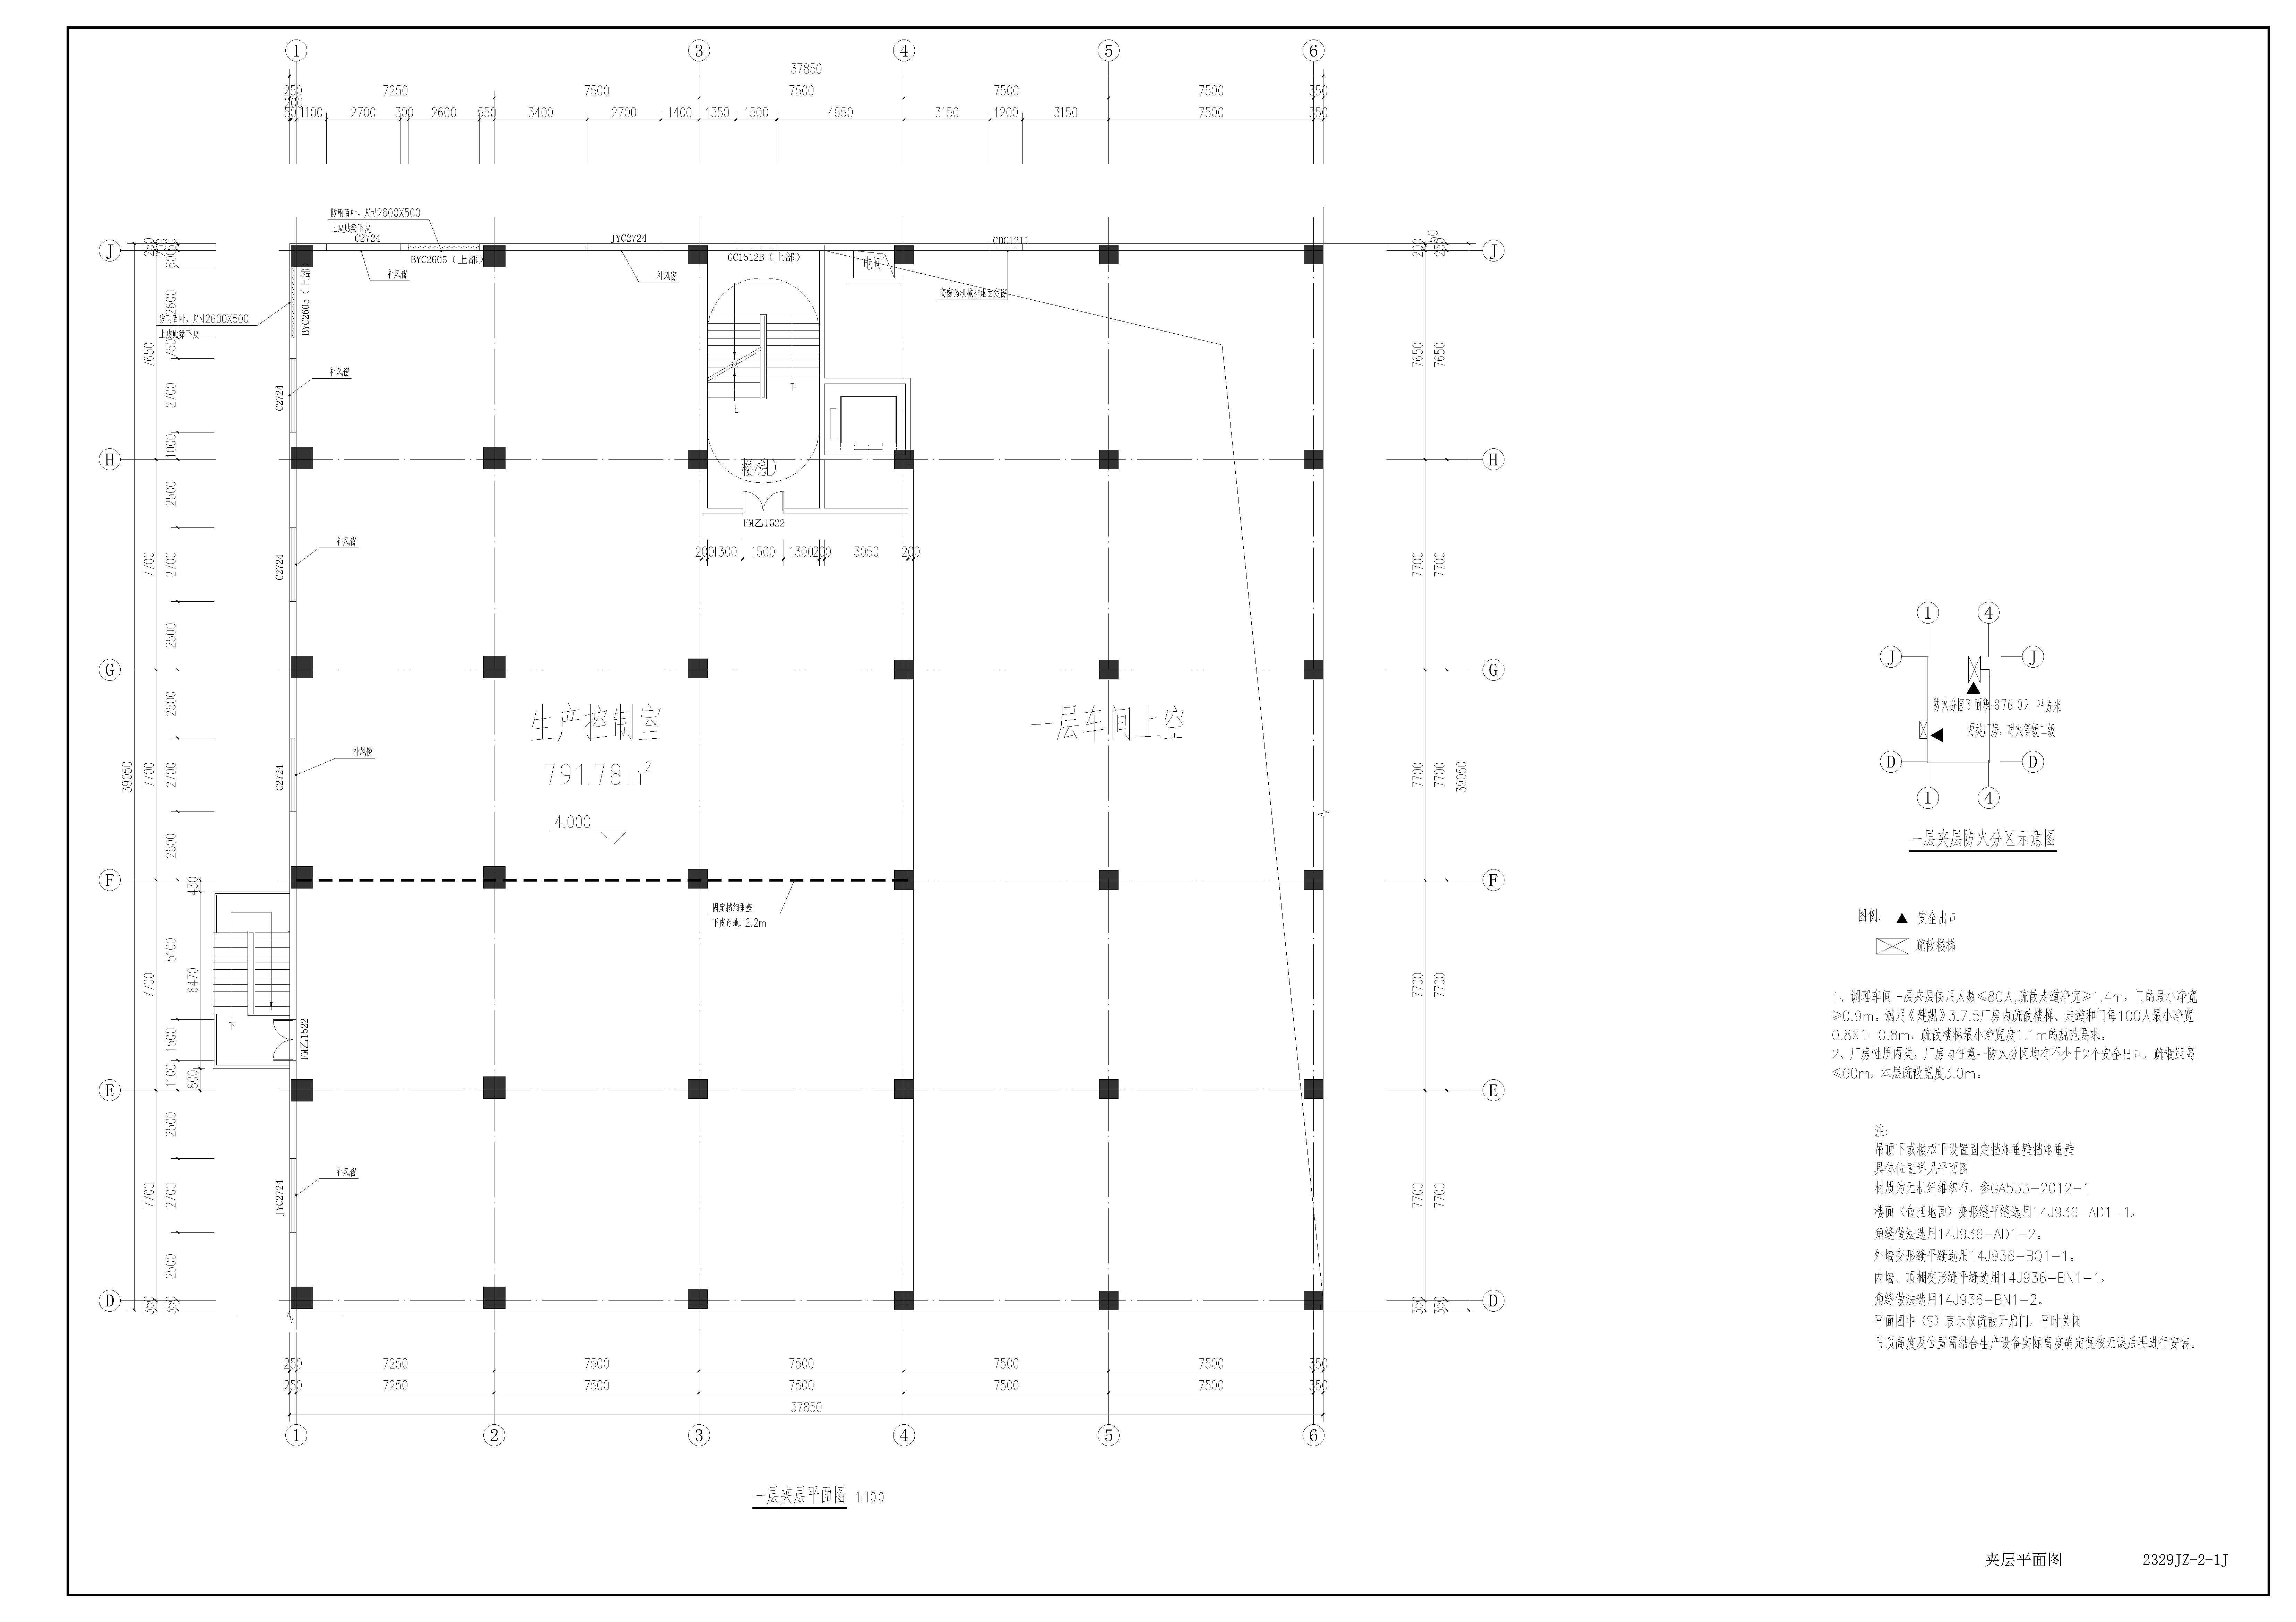 1 3 4 5 6
37850
250 7250 7500 7500 7500 7500 350
200
50 1100 2700 300 2600 550 3400 2700 1400 1350 1500 4650 3150 1200 3150 7500 350
防雨百叶，尺寸2600X500
上皮贴梁下皮
C2724
BYC2605（上部）
补风窗
JYC2724
补风窗
GC1512B（上部）
电间1
GDC1211
高窗为机械排烟固定窗
J
J
BYC2605（上部）
防雨百叶，尺寸2600X500
上皮贴梁下皮
补风窗
C2724
上
下
楼梯D
FM乙1522
200 1300 1500 1300 200 3050 200
H
H
补风窗
C2724
G
G
生产控制室
791.78m²
4.000
一层车间上空
补风窗
C2724
F
F
固定挡烟垂壁
下皮距地：2.2m
下
FM乙1522
E
E
补风窗
JYC2724
D
D
39050
250 7650 7700 7700 7700 7700 350
600 2600 750 2700 1000 2500 2700 2500 2500 2700 2500 5100 1500 1100 2500 2700 2500 350
430 6470 800
200 7650 7700 7700 7700 7700 350
50
250 7650 7700 7700 7700 7700 350
39050
250 7250 7500 7500 7500 7500 350
250 7250 7500 7500 7500 7500 350
37850
1 2 3 4 5 6
一层夹层平面图 1:100
1 4
J J
防火分区3 面积:876.02 平方米
丙类厂房，耐火等级二级
D D
1 4
一层夹层防火分区示意图
图例: 安全出口
疏散楼梯
1、调理车间一层夹层使用人数≤80人,疏散走道净宽≥1.4m，门的最小净宽
≥0.9m。满足《建规》3.7.5厂房内疏散楼梯、走道和门每100人最小净宽
0.8X1=0.8m，疏散楼梯最小净宽度1.1m的规范要求。
2、厂房性质丙类，厂房内任意一防火分区均有不少于2个安全出口，疏散距离
≤60m，本层疏散宽度3.0m。
注:
吊顶下或楼板下设置固定挡烟垂壁挡烟垂壁
具体位置详见平面图
材质为无机纤维织布，参GA533-2012-1
楼面（包括地面）变形缝平缝选用14J936-AD1-1，
角缝做法选用14J936-AD1-2。
外墙变形缝平缝选用14J936-BQ1-1。
内墙、顶棚变形缝平缝选用14J936-BN1-1，
角缝做法选用14J936-BN1-2。
平面图中（S）表示仅疏散开启门，平时关闭
吊顶高度及位置需结合生产设备实际高度确定复核无误后再进行安装。
夹层平面图 2329JZ-2-1J